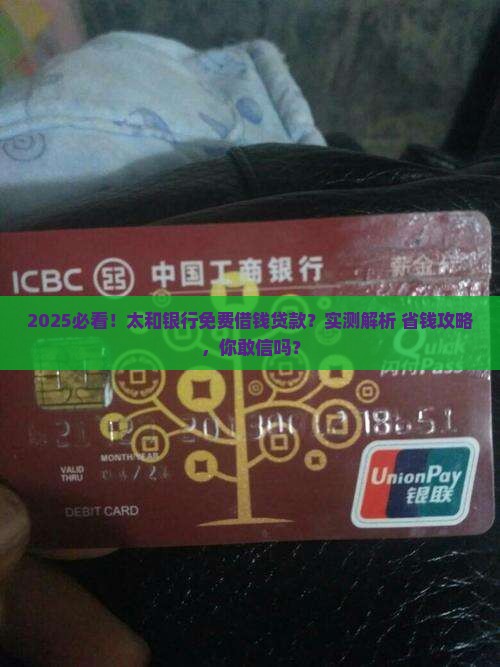 ICBC 中国工商银行
2025必看！太和银行免费借钱贷款？实测解析 省钱攻略
，你敢信吗？
Quick
Pass
MONTH/YEAR
VALID
THRU
DEBIT CARD
UnionPay
银联